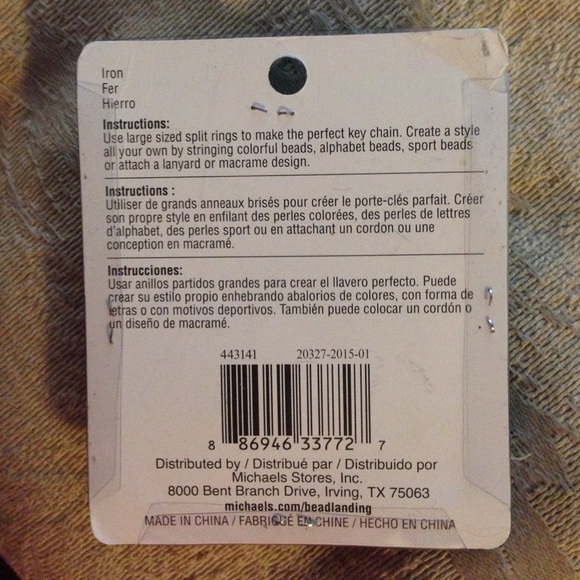 Iron
Fer
Hierro
Instructions:
Use large sized split rings to make the perfect key chain. Create a style
all your own by stringing colorful beads, alphabet beads, sport beads
or attach a lanyard or macrame design.
Instructions :
Utiliser de grands anneaux brisés pour créer le porte-clés parfait. Créer
son propre style en enfilant des perles colorées, des perles de lettres
d'alphabet, des perles sport ou en attachant un cordon ou une
conception en macramé.
Instrucciones:
Usar anillos partidos grandes para crear el llavero perfecto. Puede
crear su estilo propio enhebrando abalorios de colores, con forma de
letras o con motivos deportivos. También puede colocar un cordón o
un diseño de macramé.
443141 20327-2015-01
8 86946 33772 7
Distributed by / Distribué par / Distribuido por
Michaels Stores, Inc.
8000 Bent Branch Drive, Irving, TX 75063
michaels.com/beadlanding
MADE IN CHINA / FABRIQUÉ EN CHINE / HECHO EN CHINA